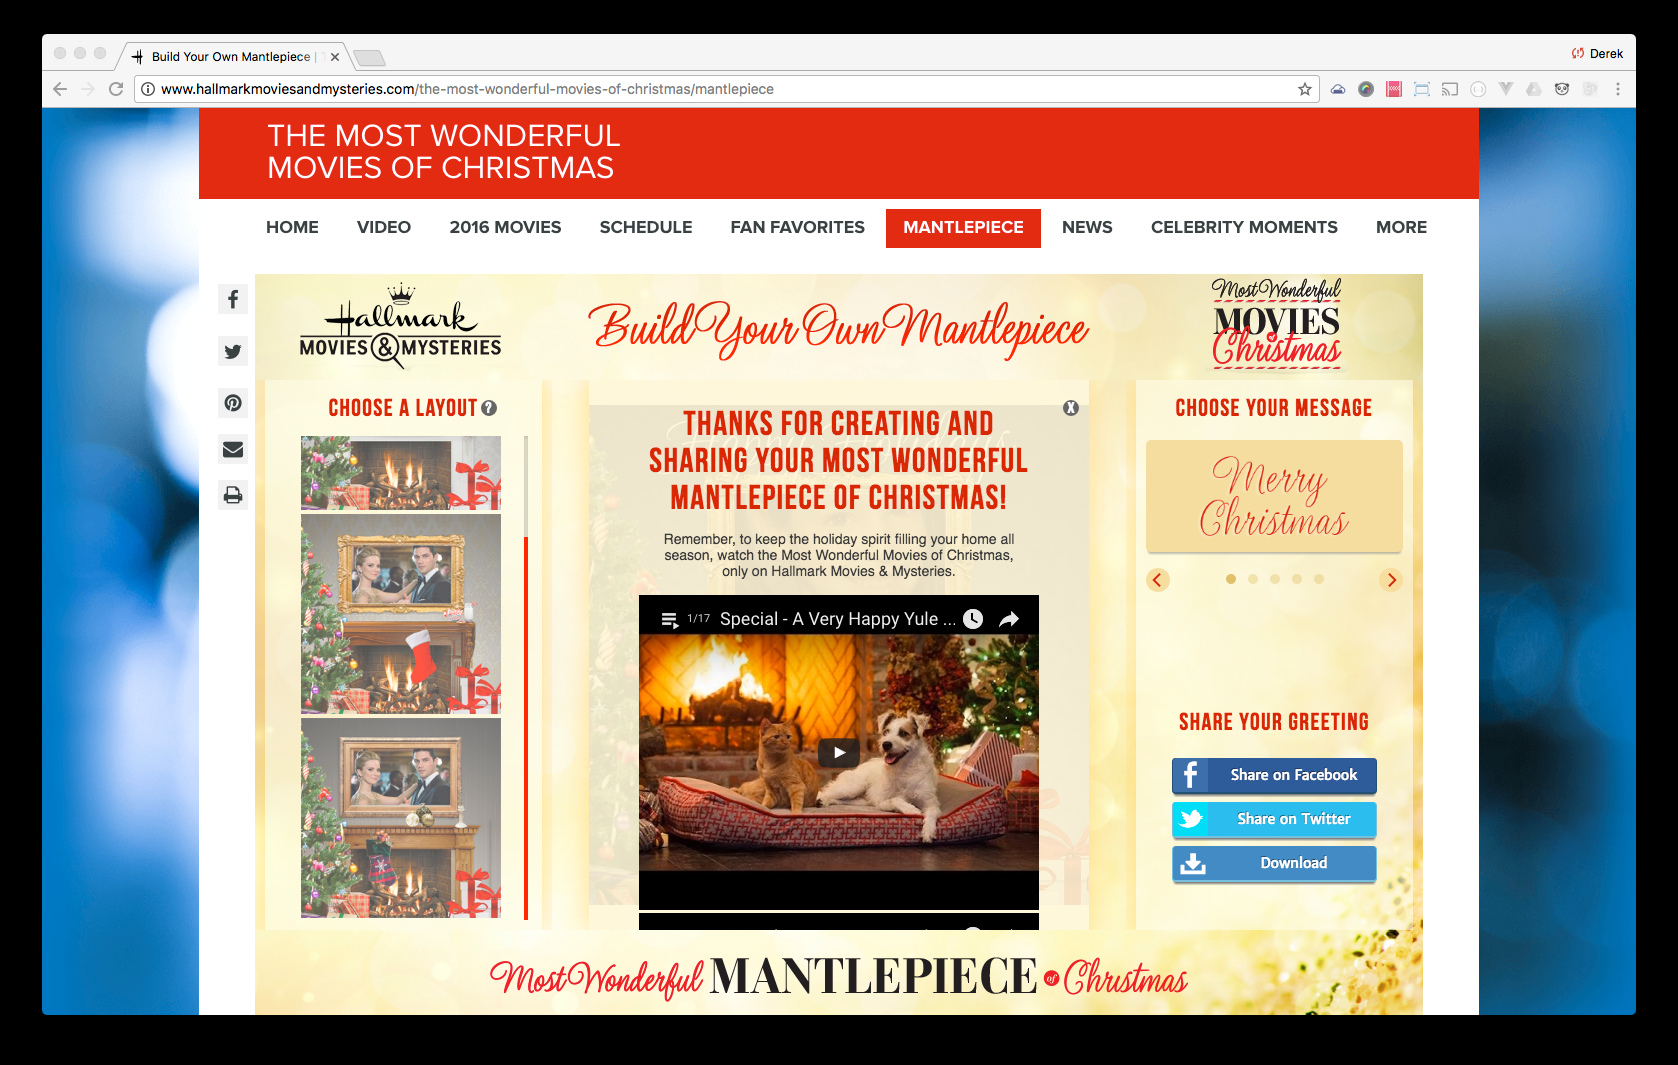 Build Your Own Mantlepiece |
Derek
www.hallmarkmoviesandmysteries.com/the-most-wonderful-movies-of-christmas/mantlepiece
THE MOST WONDERFUL
MOVIES OF CHRISTMAS
HOME VIDEO 2016 MOVIES SCHEDULE FAN FAVORITES MANTLEPIECE NEWS CELEBRITY MOMENTS MORE
Hallmark
MOVIES & MYSTERIES
Build Your Own Mantlepiece
Most Wonderful
MOVIES
of
Christmas
CHOOSE A LAYOUT ?
Happy Holidays
X
THANKS FOR CREATING AND
SHARING YOUR MOST WONDERFUL
MANTLEPIECE OF CHRISTMAS!
Remember, to keep the holiday spirit filling your home all
season, watch the Most Wonderful Movies of Christmas,
only on Hallmark Movies & Mysteries.
1/17 Special - A Very Happy Yule ...
CHOOSE YOUR MESSAGE
Merry
Christmas
SHARE YOUR GREETING
Share on Facebook
Share on Twitter
Download
Most Wonderful MANTLEPIECE of Christmas